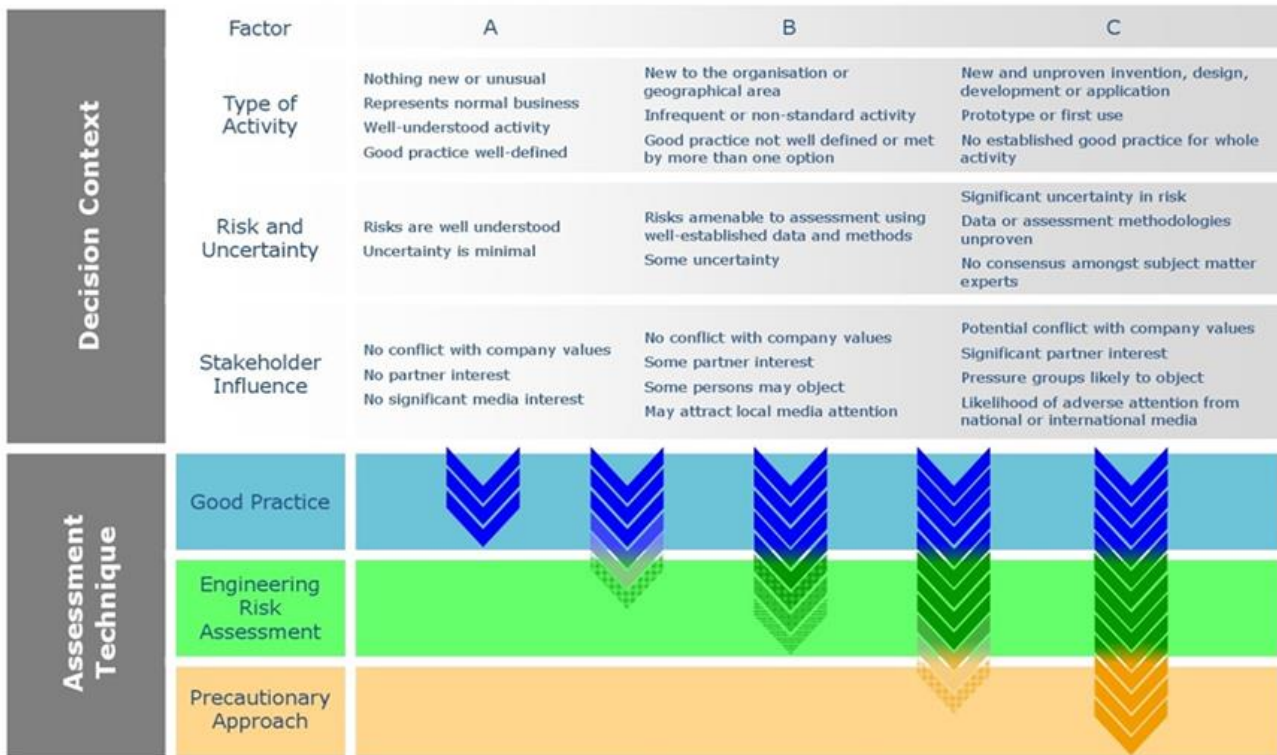 Decision Context
Factor
A
B
C
Type of
Activity
Nothing new or unusual
Represents normal business
Well-understood activity
Good practice well-defined
New to the organisation or
geographical area
Infrequent or non-standard activity
Good practice not well defined or met
by more than one option
New and unproven invention, design,
development or application
Prototype or first use
No established good practice for whole
activity
Risk and
Uncertainty
Risks are well understood
Uncertainty is minimal
Risks amenable to assessment using
well-established data and methods
Some uncertainty
Significant uncertainty in risk
Data or assessment methodologies
unproven
No consensus amongst subject matter
experts
Stakeholder
Influence
No conflict with company values
No partner interest
No significant media interest
No conflict with company values
Some partner interest
Some persons may object
May attract local media attention
Potential conflict with company values
Significant partner interest
Pressure groups likely to object
Likelihood of adverse attention from
national or international media
Assessment
Technique
Good Practice
Engineering
Risk
Assessment
Precautionary
Approach